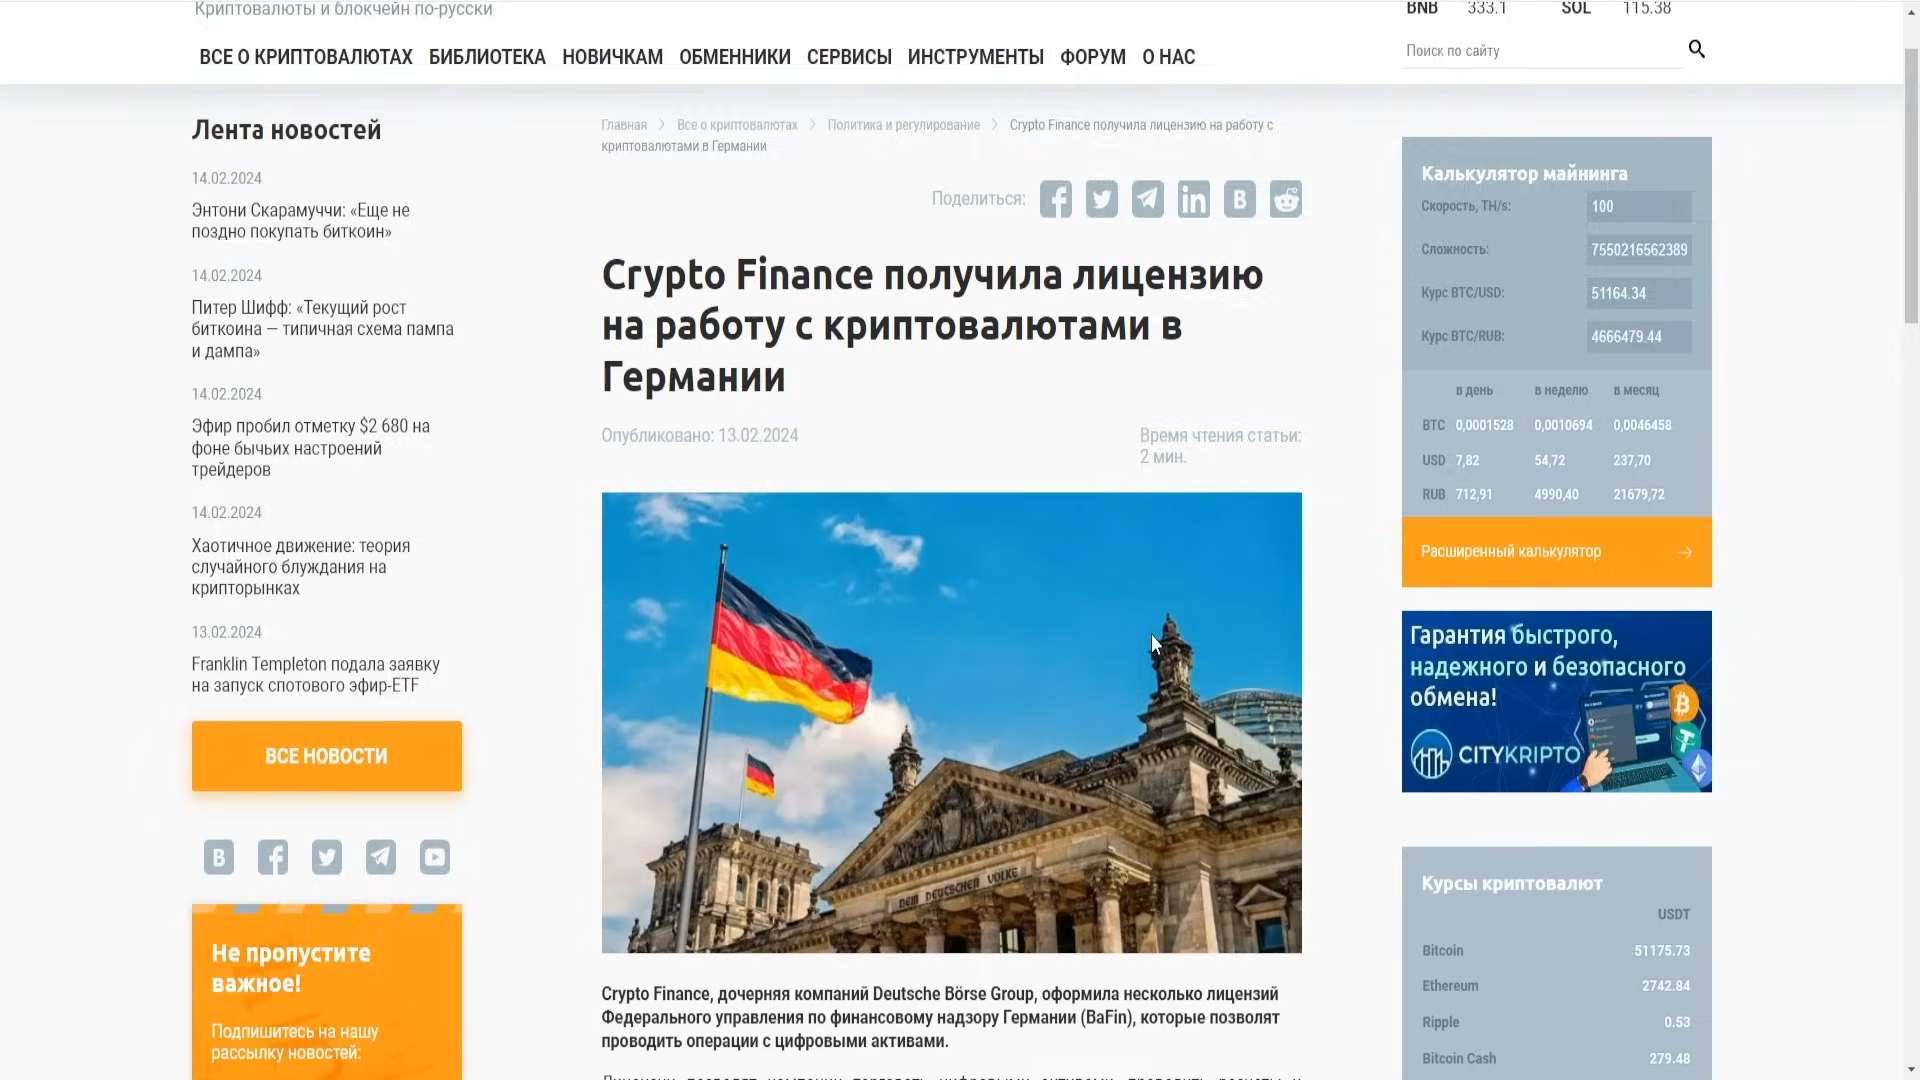 Криптовалюты и блокчейн по-русски
BNB 333.1 SOL 115.38
ВСЕ О КРИПТОВАЛЮТАХ БИБЛИОТЕКА НОВИЧКАМ ОБМЕННИКИ СЕРВИСЫ ИНСТРУМЕНТЫ ФОРУМ О НАС
Поиск по сайту
Лента новостей
14.02.2024
Энтони Скарамуччи: «Еще не
поздно покупать биткоин»
14.02.2024
Питер Шифф: «Текущий рост
биткоина — типичная схема пампа
и дампа»
14.02.2024
Эфир пробил отметку $2 680 на
фоне бычьих настроений
трейдеров
14.02.2024
Хаотичное движение: теория
случайного блуждания на
крипторынках
13.02.2024
Franklin Templeton подала заявку
на запуск спотового эфир-ETF
ВСЕ НОВОСТИ
Не пропустите
важное!
Подпишитесь на нашу
рассылку новостей:
Главная Все о криптовалютах Политика и регулирование Crypto Finance получила лицензию на работу с
криптовалютами в Германии
Поделиться:
Crypto Finance получила лицензию
на работу с криптовалютами в
Германии
Опубликовано: 13.02.2024
Время чтения статьи:
2 мин.
DEM DEUTSCHEN VOLKE
Crypto Finance, дочерняя компаний Deutsche Börse Group, оформила несколько лицензий
Федерального управления по финансовому надзору Германии (BaFin), которые позволят
проводить операции с цифровыми активами.
Калькулятор майнинга
Скорость, TH/s: 100
Сложность: 7550216562389
Курс BTC/USD: 51164.34
Курс BTC/RUB: 4666479.44
в день в неделю в месяц
BTC 0,0001528 0,0010694 0,0046458
USD 7,82 54,72 237,70
RUB 712,91 4990,40 21679,72
Расширенный калькулятор
Гарантия быстрого,
надежного и безопасного
обмена!
CITYKRIPTO
Курсы криптовалют
USDT
Bitcoin 51175.73
Ethereum 2742.84
Ripple 0.53
Bitcoin Cash 279.48